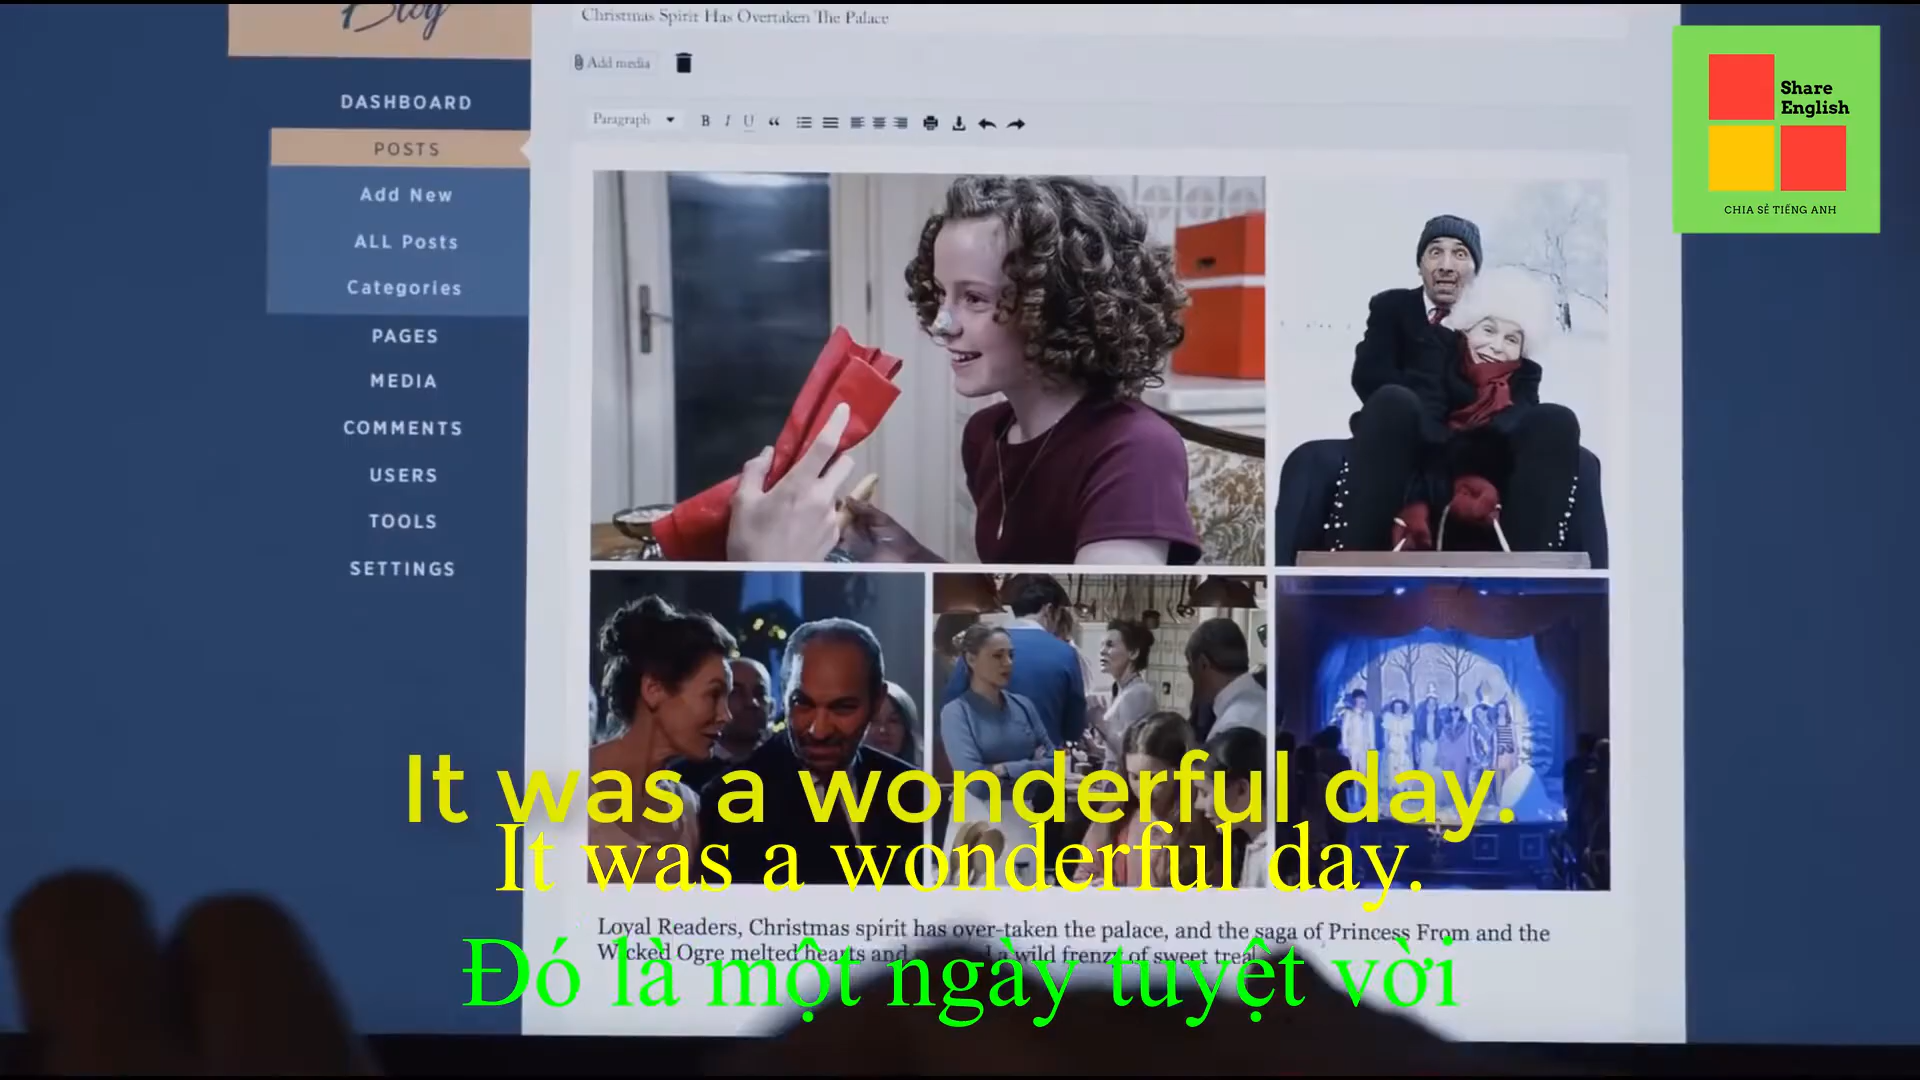 Blog
Christmas Spirit Has Overtaken The Palace
Add media
Paragraph
B I U
DASHBOARD
POSTS
Add New
ALL Posts
Categories
PAGES
MEDIA
COMMENTS
USERS
TOOLS
SETTINGS
Share
English
CHIA SẺ TIẾNG ANH
It was a wonderful day.
It was a wonderful day.
Loyal Readers, Christmas spirit has over-taken the palace, and the saga of Princess From and the
Wicked Ogre melted hearts and a wild frenzy of sweet
Đó là một ngày tuyệt vời